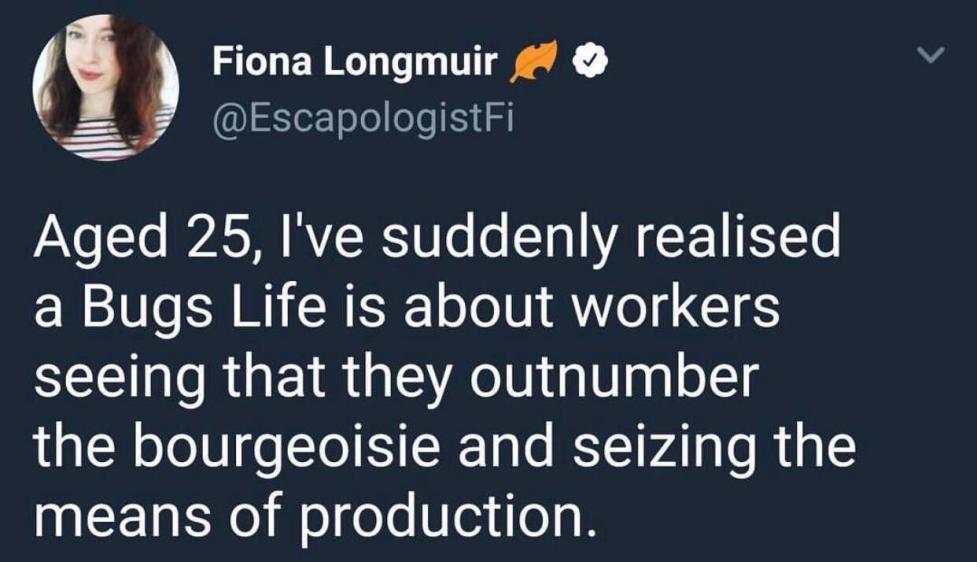 Fiona Longmuir 🍂
@EscapologistFi
Aged 25, I've suddenly realised
a Bugs Life is about workers
seeing that they outnumber
the bourgeoisie and seizing the
means of production.